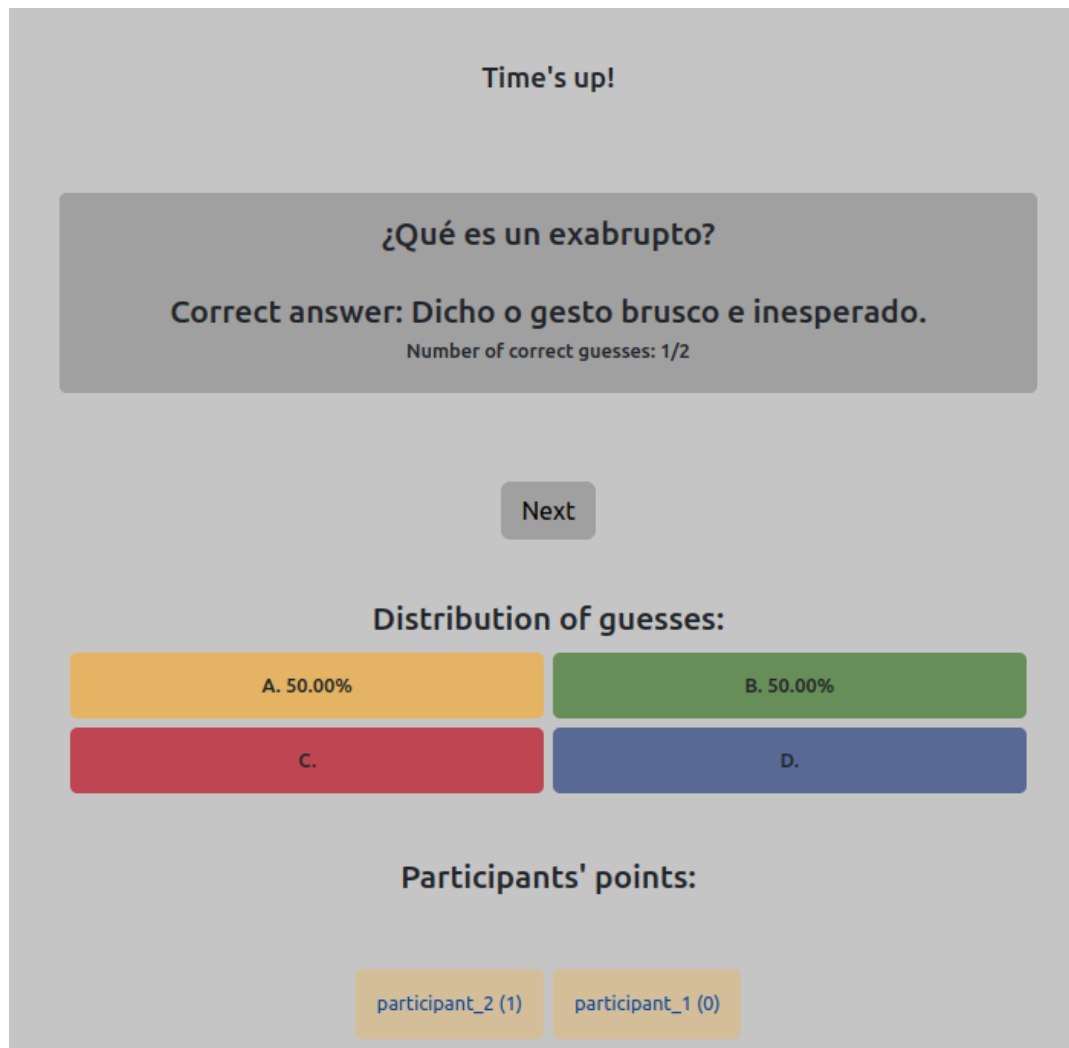 Time's up!
¿Qué es un exabrupto?
Correct answer: Dicho o gesto brusco e inesperado.
Number of correct guesses: 1/2
Next
Distribution of guesses:
A. 50.00%
B. 50.00%
C.
D.
Participants' points:
participant_2 (1)
participant_1 (0)